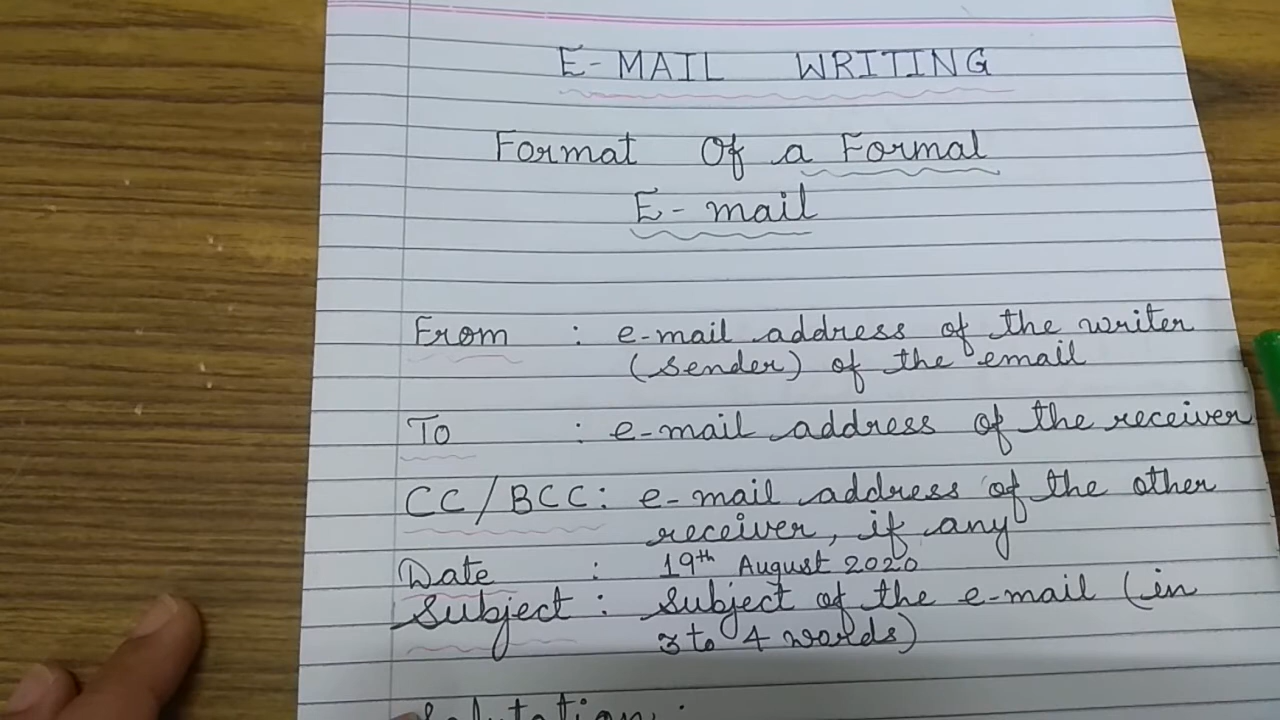 E-MAIL WRITING
Format Of a Formal
E-mail
From : e-mail address of the writer
(sender) of the email
To : e-mail address of the receiver
CC/BCC: e-mail address of the other
receiver, if any
Date : 19th August 2020
Subject : Subject of the e-mail (in
3 to 4 words)
Salutation :